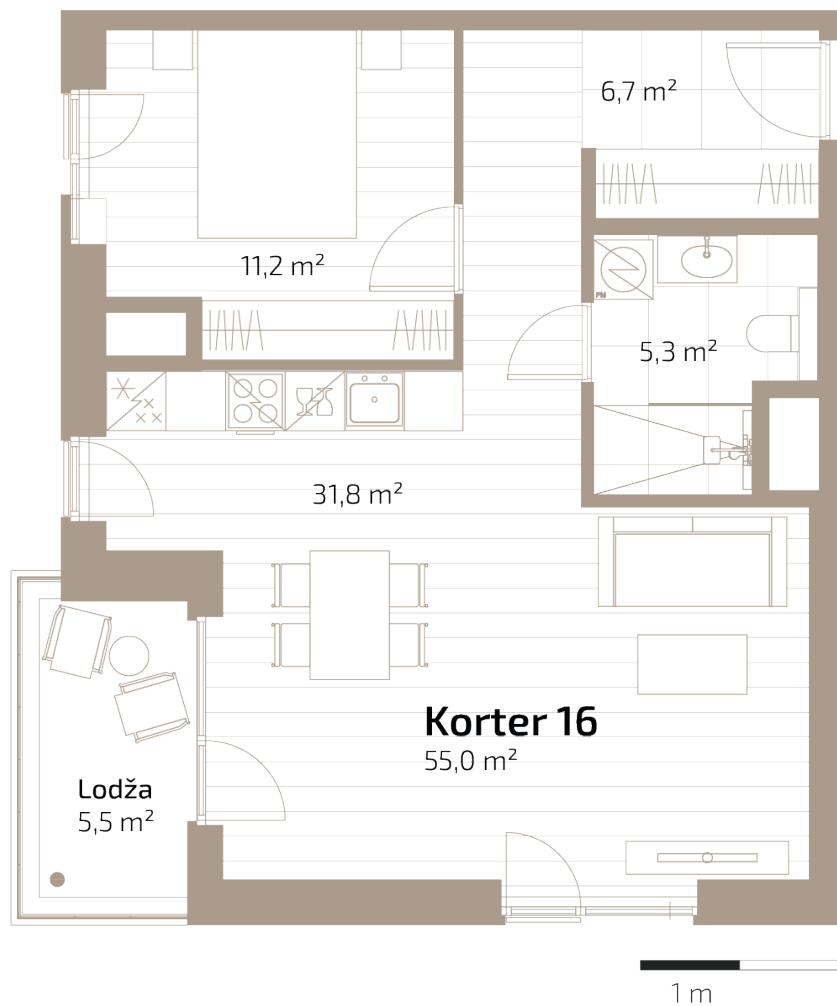 6,7 m²
11,2 m²
PM
5,3 m²
31,8 m²
Korter 16
55,0 m²
Lodža
5,5 m²
1 m